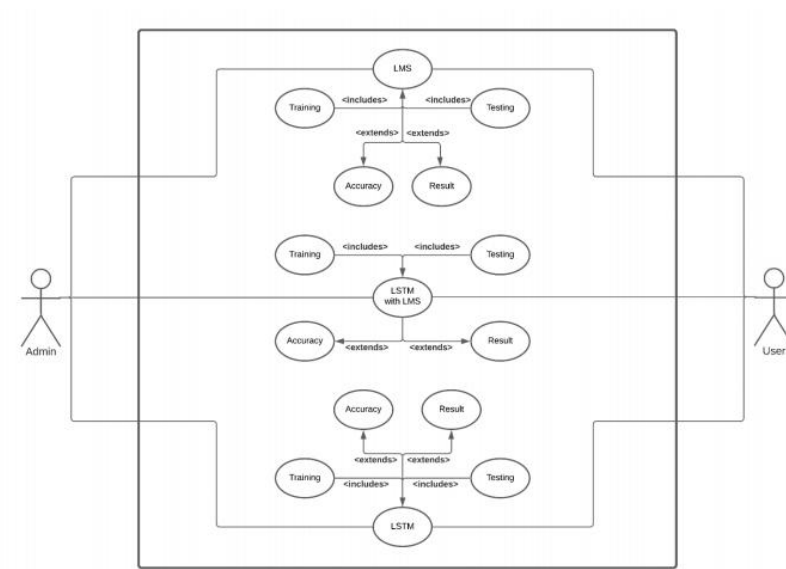 LMS
Training
<includes>
<includes>
Testing
<extends>
<extends>
Accuracy
Result
Training
<includes>
<includes>
Testing
LSTM
with LMS
Admin
User
Accuracy
<extends>
<extends>
Result
Accuracy
Result
<extends>
<extends>
Training
<includes>
<includes>
Testing
LSTM